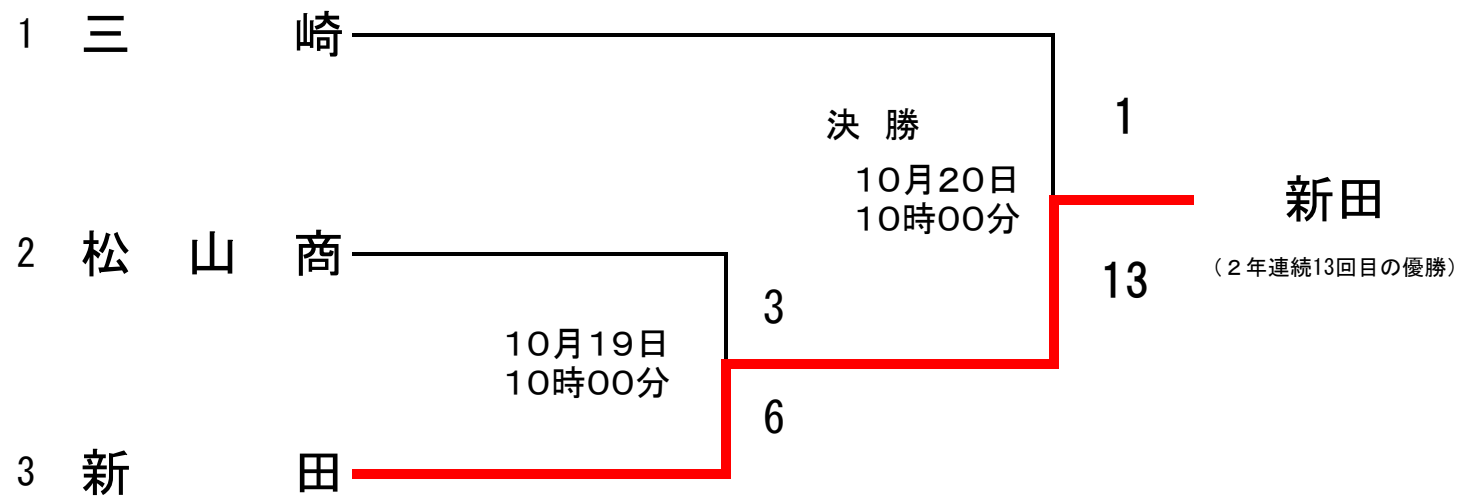 1 三崎
決勝
1
10月20日
10時00分
新田
2 松山商
13
（２年連続13回目の優勝）
3
10月19日
10時00分
6
3 新田